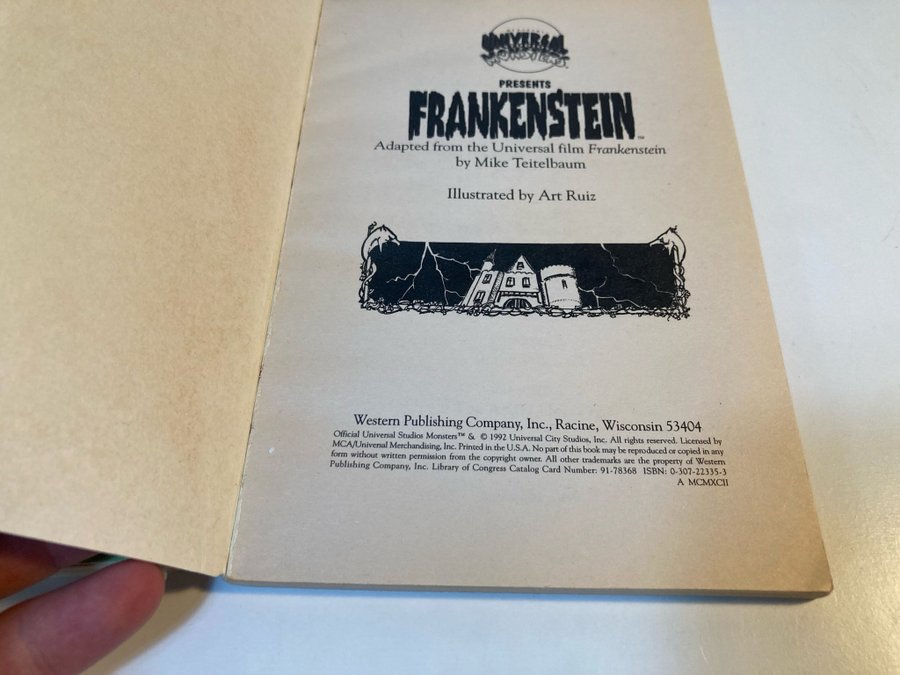 UNIVERSAL
MONSTERS
PRESENTS
FRANKENSTEIN™
Adapted from the Universal film Frankenstein
by Mike Teitelbaum
Illustrated by Art Ruiz
Western Publishing Company, Inc., Racine, Wisconsin 53404
Official Universal Studios Monsters™ & © 1992 Universal City Studios, Inc. All rights reserved. Licensed by
MCA/Universal Merchandising, Inc. Printed in the U.S.A. No part of this book may be reproduced or copied in any
form without written permission from the copyright owner. All other trademarks are the property of Western
Publishing Company, Inc. Library of Congress Catalog Card Number: 91-78368 ISBN: 0-307-22335-3
A MCMXCII